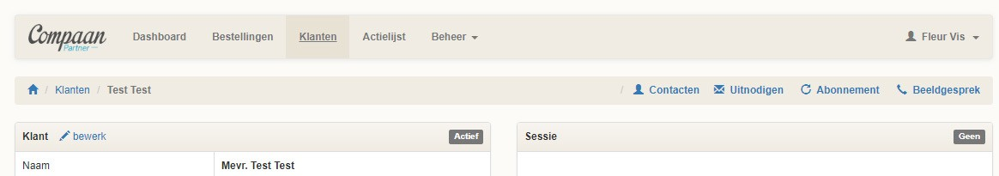 Compaan
Partner
Dashboard Bestellingen Klanten Actielijst Beheer Fleur Vis
/ Klanten / Test Test / Contacten Uitnodigen Abonnement Beeldgesprek
Klant bewerk Actief Sessie Geen
Naam Mevr. Test Test